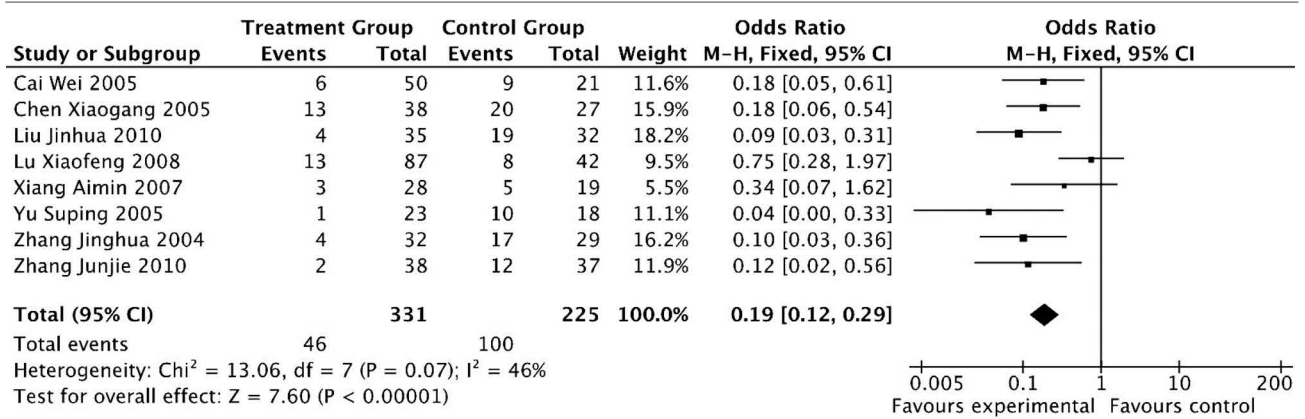 Treatment Group Control Group Odds Ratio Odds Ratio
Study or Subgroup Events Total Events Total Weight M-H, Fixed, 95% CI M-H, Fixed, 95% CI
Cai Wei 2005 6 50 9 21 11.6% 0.18 [0.05, 0.61]
Chen Xiaogang 2005 13 38 20 27 15.9% 0.18 [0.06, 0.54]
Liu Jinhua 2010 4 35 19 32 18.2% 0.09 [0.03, 0.31]
Lu Xiaofeng 2008 13 87 8 42 9.5% 0.75 [0.28, 1.97]
Xiang Aimin 2007 3 28 5 19 5.5% 0.34 [0.07, 1.62]
Yu Suping 2005 1 23 10 18 11.1% 0.04 [0.00, 0.33]
Zhang Jinghua 2004 4 32 17 29 16.2% 0.10 [0.03, 0.36]
Zhang Junjie 2010 2 38 12 37 11.9% 0.12 [0.02, 0.56]
Total (95% CI) 331 225 100.0% 0.19 [0.12, 0.29]
Total events 46 100
Heterogeneity: Chi² = 13.06, df = 7 (P = 0.07); I² = 46%
Test for overall effect: Z = 7.60 (P < 0.00001)
0.005 0.1 1 10 200
Favours experimental Favours control